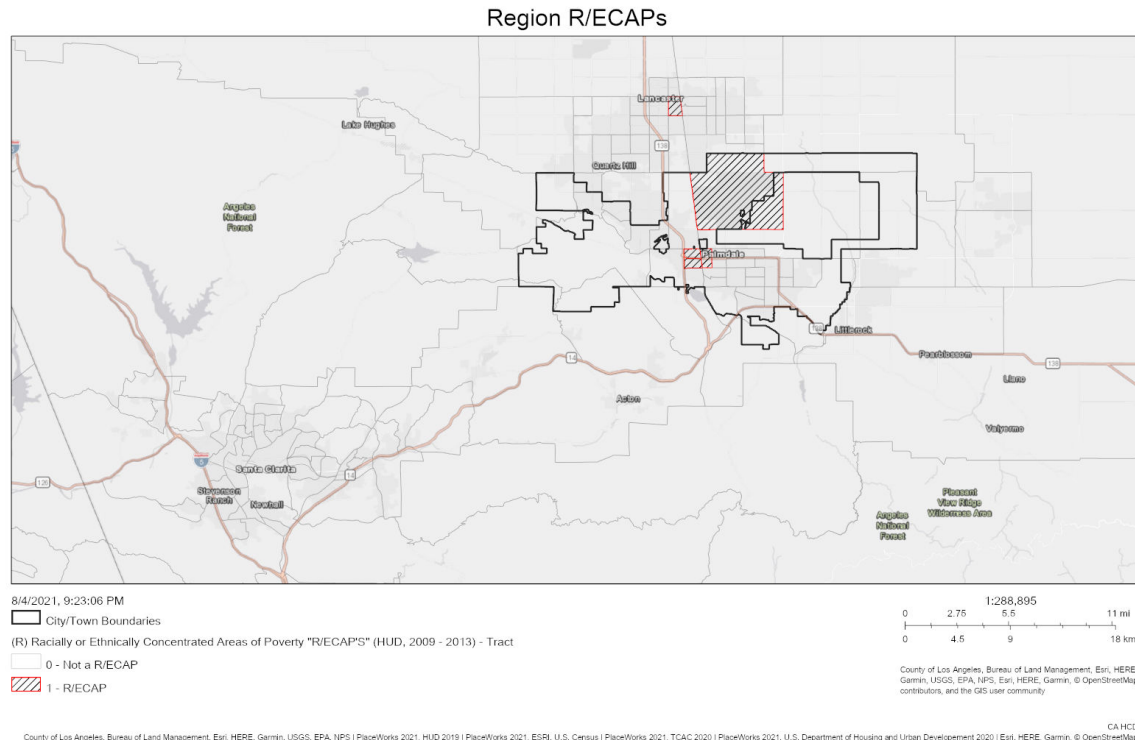 Region R/ECAPs
Lancaster
Lake Hughes
138
Quartz Hill
Angeles
National
Forest
Palmdale
138
Littlerock
Pearblossom
14
138
Llano
Acton
Valyermo
Santa Clarita
5
14
126
Stevenson
Ranch
Newhall
Pleasant
View Ridge
Wilderness Area
Angeles
National
Forest
8/4/2021, 9:23:06 PM
City/Town Boundaries
(R) Racially or Ethnically Concentrated Areas of Poverty "R/ECAP'S" (HUD, 2009 - 2013) - Tract
0 - Not a R/ECAP
1 - R/ECAP
1:288,895
0 2.75 5.5 11 mi
0 4.5 9 18 km
County of Los Angeles, Bureau of Land Management, Esri, HERE,
Garmin, USGS, EPA, NPS, Esri, HERE, Garmin, © OpenStreetMap
contributors, and the GIS user community
CA HCD
County of Los Angeles, Bureau of Land Management, Esri, HERE, Garmin, USGS, EPA, NPS | PlaceWorks 2021, HUD 2019 | PlaceWorks 2021, ESRI, U.S. Census | PlaceWorks 2021, TCAC 2020 | PlaceWorks 2021, U.S. Department of Housing and Urban Developement 2020 | Esri, HERE, Garmin, © OpenStreetMap